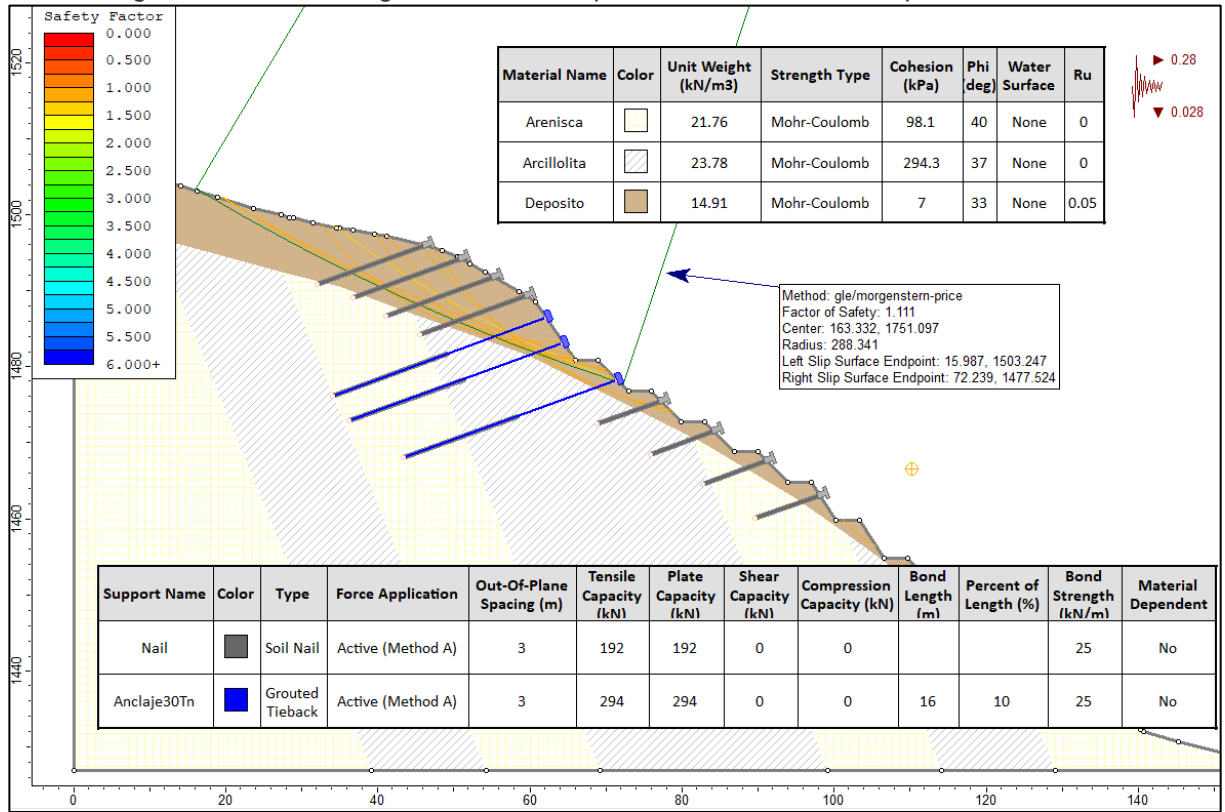 Safety Factor
0.000
0.500
1.000
1.500
2.000
2.500
3.000
3.500
4.000
4.500
5.000
5.500
6.000+
Material Name Color Unit Weight (kN/m3) Strength Type Cohesion (kPa) Phi (deg) Water Surface Ru
Arenisca 21.76 Mohr-Coulomb 98.1 40 None 0
Arcillolita 23.78 Mohr-Coulomb 294.3 37 None 0
Deposito 14.91 Mohr-Coulomb 7 33 None 0.05
0.28
0.028
Method: gle/morgenstern-price
Factor of Safety: 1.111
Center: 163.332, 1751.097
Radius: 288.341
Left Slip Surface Endpoint: 15.987, 1503.247
Right Slip Surface Endpoint: 72.239, 1477.524
Support Name Color Type Force Application Out-Of-Plane Spacing (m) Tensile Capacity (kN) Plate Capacity (kN) Shear Capacity (kN) Compression Capacity (kN) Bond Length (m) Percent of Length (%) Bond Strength (kN/m) Material Dependent
Nail Soil Nail Active (Method A) 3 192 192 0 0 25 No
Anclaje30Tn Grouted Tieback Active (Method A) 3 294 294 0 0 16 10 25 No
1520
1500
1480
1460
1440
0 20 40 60 80 100 120 140